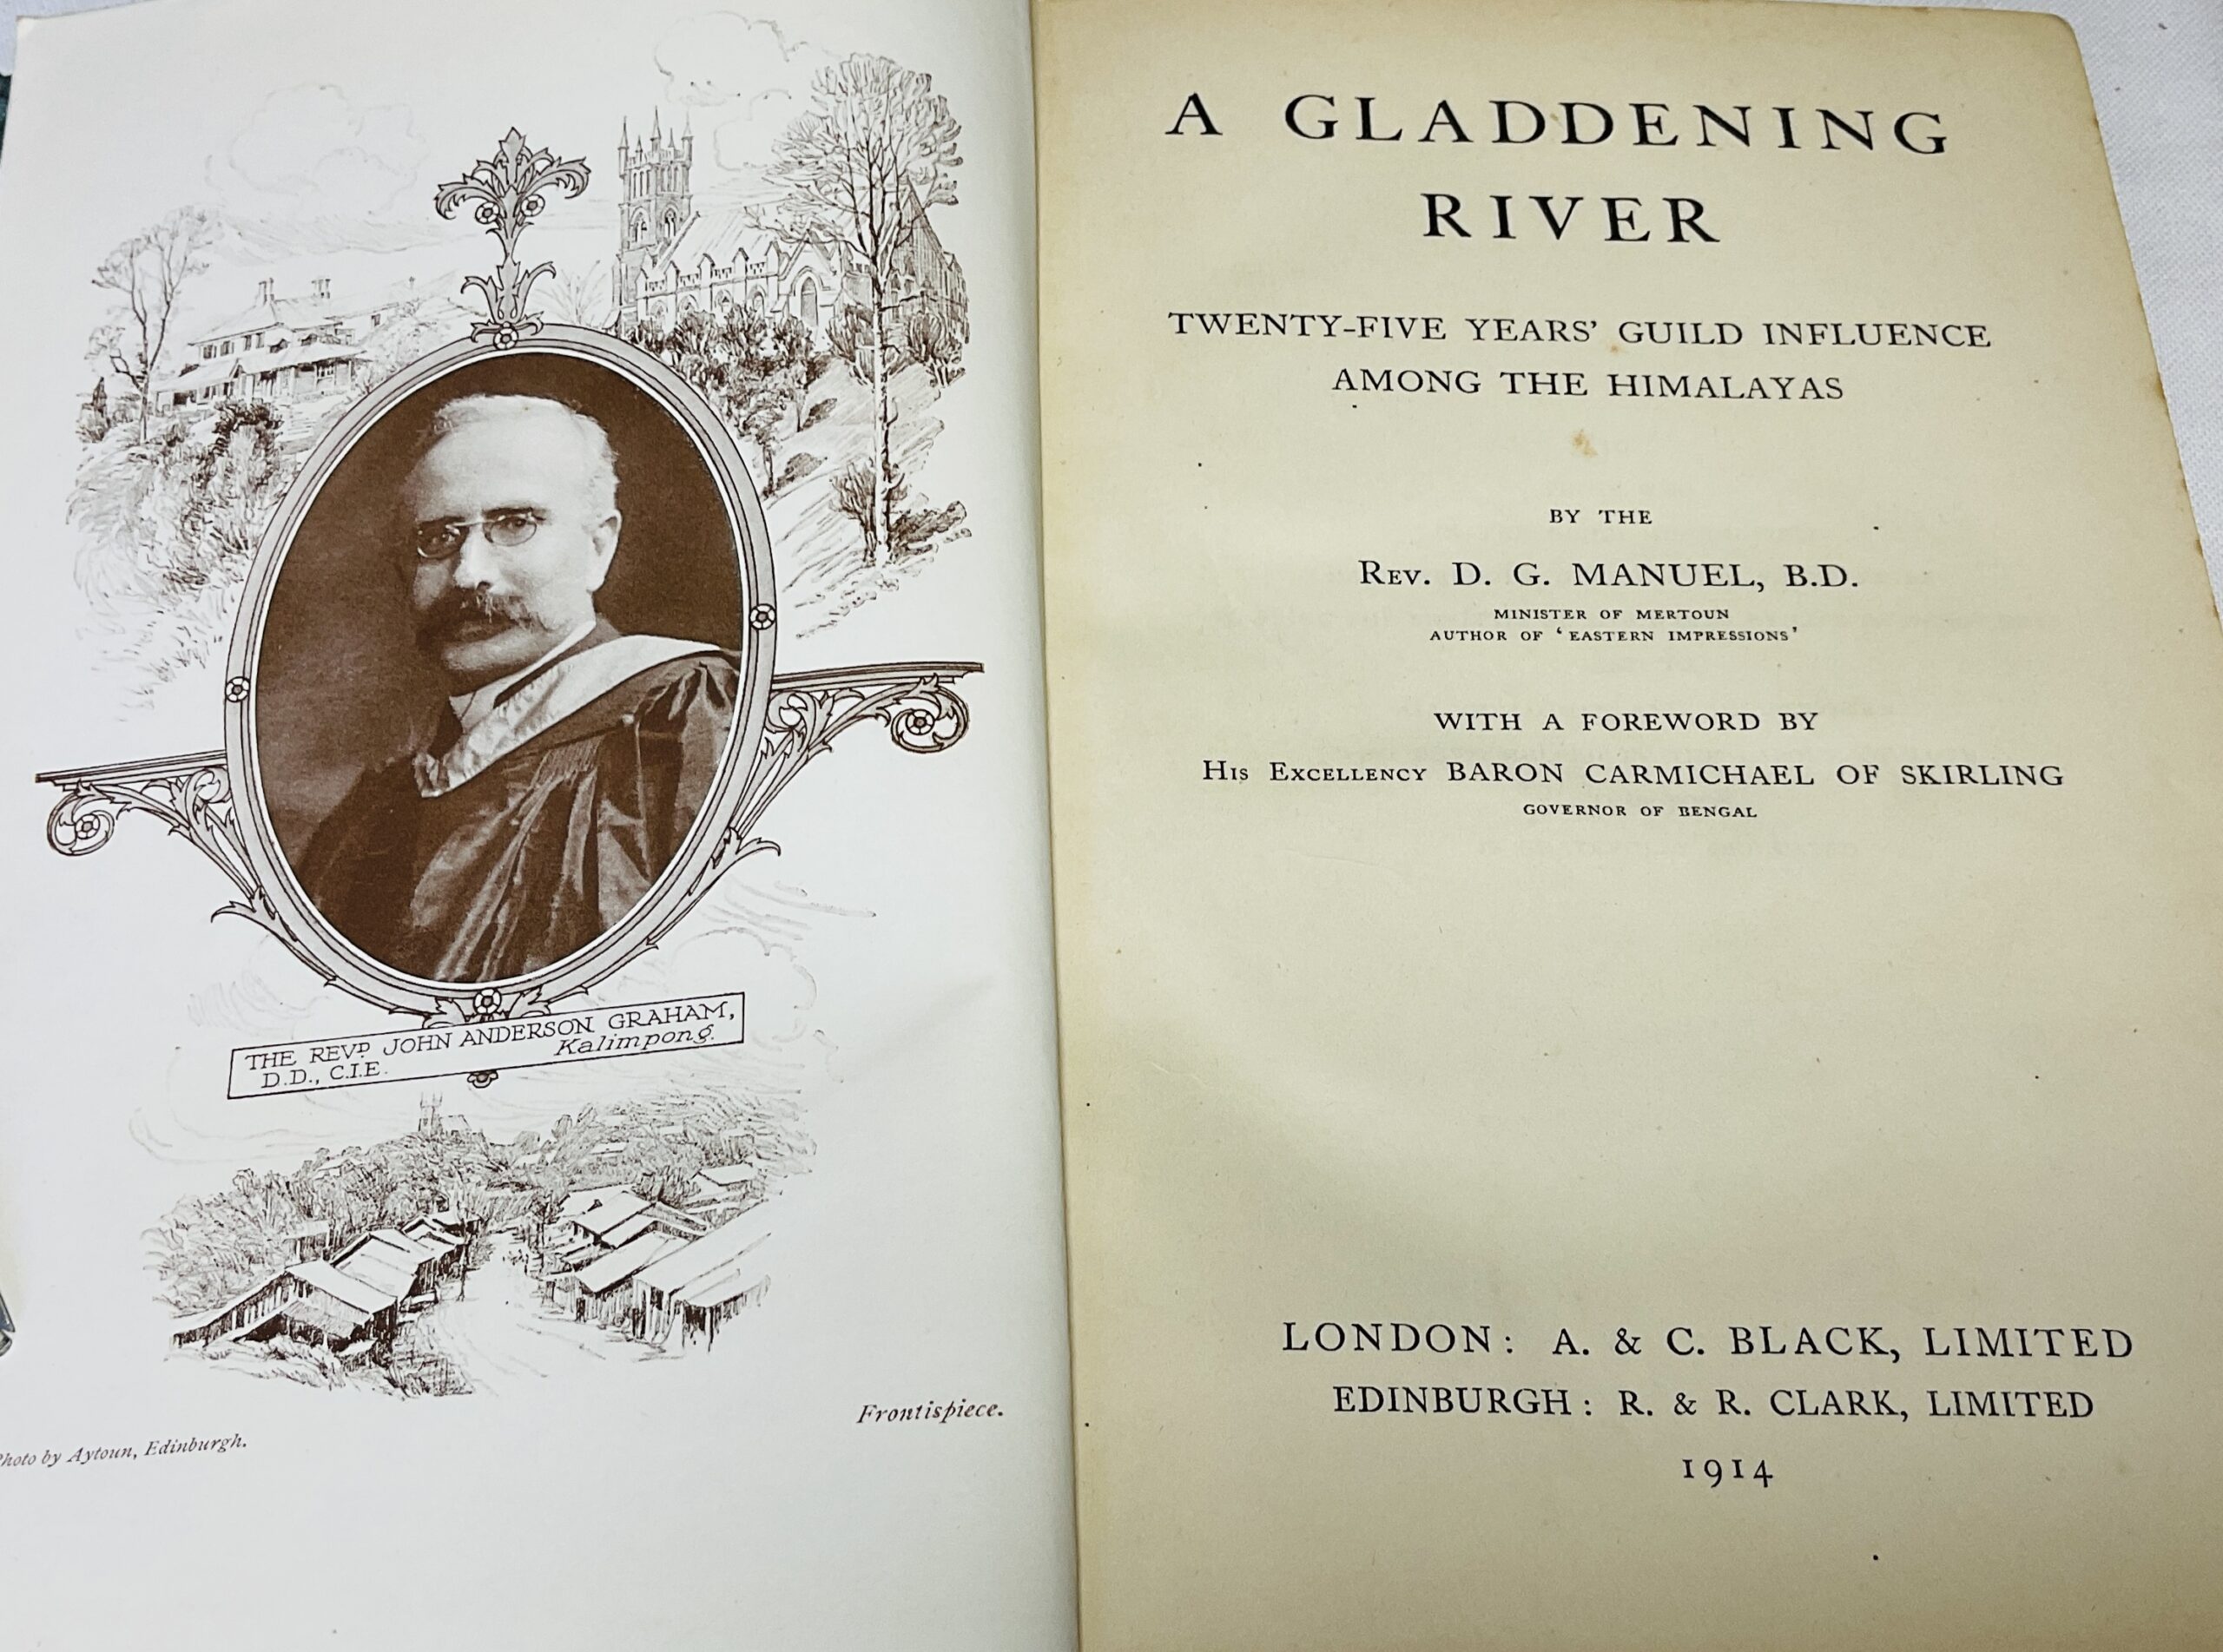 THE REVD. JOHN ANDERSON GRAHAM,
D.D., C.I.E. Kalimpong.
Frontispiece.
Photo by Aytoun, Edinburgh.
A GLADDENING
RIVER
TWENTY-FIVE YEARS' GUILD INFLUENCE
AMONG THE HIMALAYAS
BY THE
REV. D. G. MANUEL, B.D.
MINISTER OF MERTOUN
AUTHOR OF 'EASTERN IMPRESSIONS'
WITH A FOREWORD BY
HIS EXCELLENCY BARON CARMICHAEL OF SKIRLING
GOVERNOR OF BENGAL
LONDON: A. & C. BLACK, LIMITED
EDINBURGH: R. & R. CLARK, LIMITED
1914